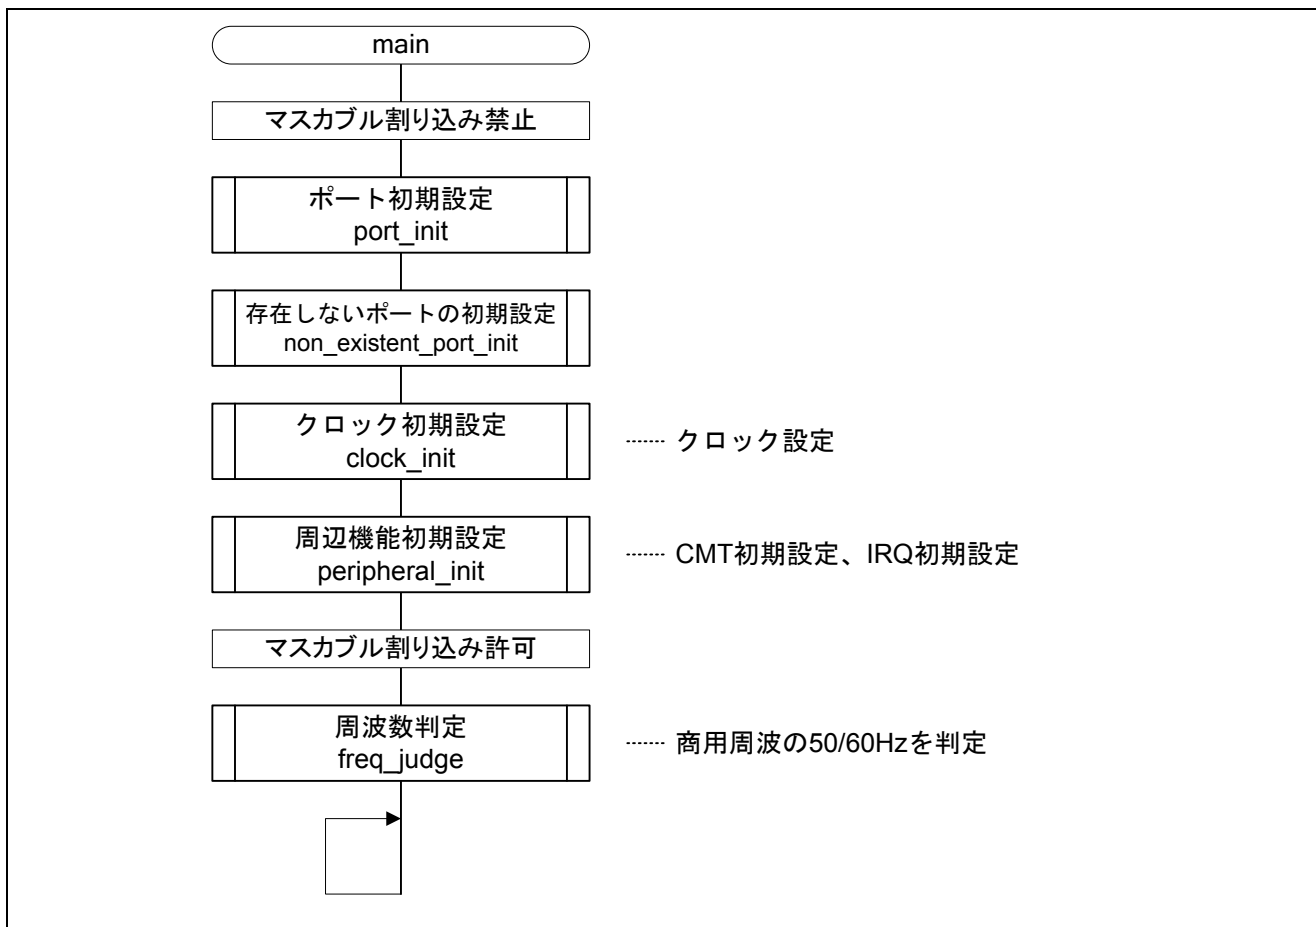 main
マスカブル割り込み禁止
ポート初期設定
port_init
存在しないポートの初期設定
non_existent_port_init
クロック初期設定
clock_init
クロック設定
周辺機能初期設定
peripheral_init
CMT初期設定、IRQ初期設定
マスカブル割り込み許可
周波数判定
freq_judge
商用周波の50/60Hzを判定